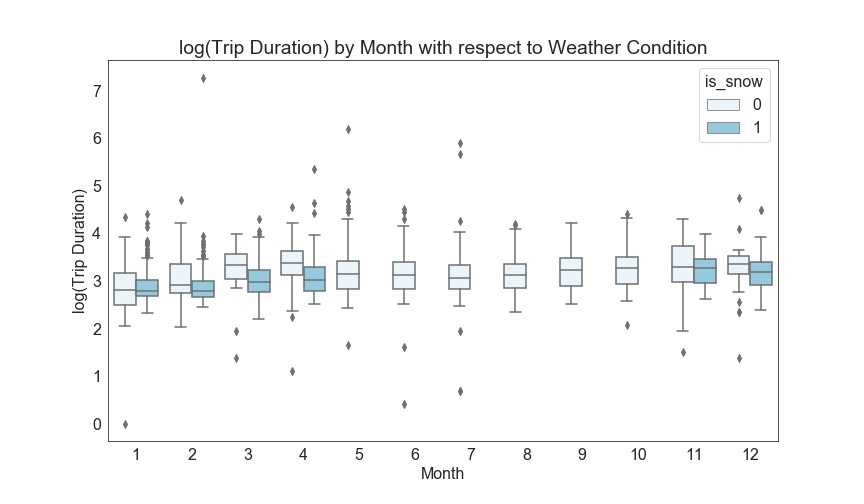 log(Trip Duration) by Month with respect to Weather Condition
is_snow
0
1
log(Trip Duration)
7
6
5
4
3
2
1
0
1 2 3 4 5 6 7 8 9 10 11 12
Month